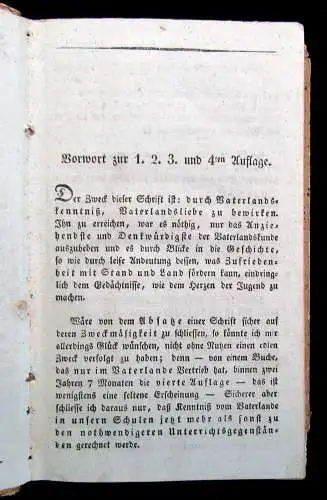 Vorwort zur 1. 2. 3. und 4ten Auflage.
Der Zweck dieser Schrift ist: durch Vaterlands-
kenntniß, Vaterlandsliebe zu bewirken.
Ihn zu erreichen, war es nöthig, nur das Anzie-
hendste und Denkwürdigste der Vaterlandskunde
auszuheben und es durch Blicke in die Geschichte,
so wie durch leise Andeutung dessen, was Zufrieden-
heit mit Stand und Land fördern kann, eindring-
lich dem Gedächtnisse, wie dem Herzen der Jugend zu
machen.
Wäre von dem Absatze einer Schrift sicher auf
deren Zweckmäsigkeit zu schliessen, so könnte ich mir
allerdings Glück wünschen, nicht ohne Nutzen einen edlen
Zweck verfolgt zu haben; denn — von einem Buche,
das nur im Vaterlande Vertrieb hat, binnen zwei
Jahren 7 Monaten die vierte Auflage — das ist
wenigstens eine seltene Erscheinung — Sicherer aber
schliesse ich daraus nun, daß Kenntniß vom Vaterlande
in unsern Schulen jetzt mehr als sonst zu
den nothwendigeren Unterrichtsgegenstän-
den gerechnet werde.